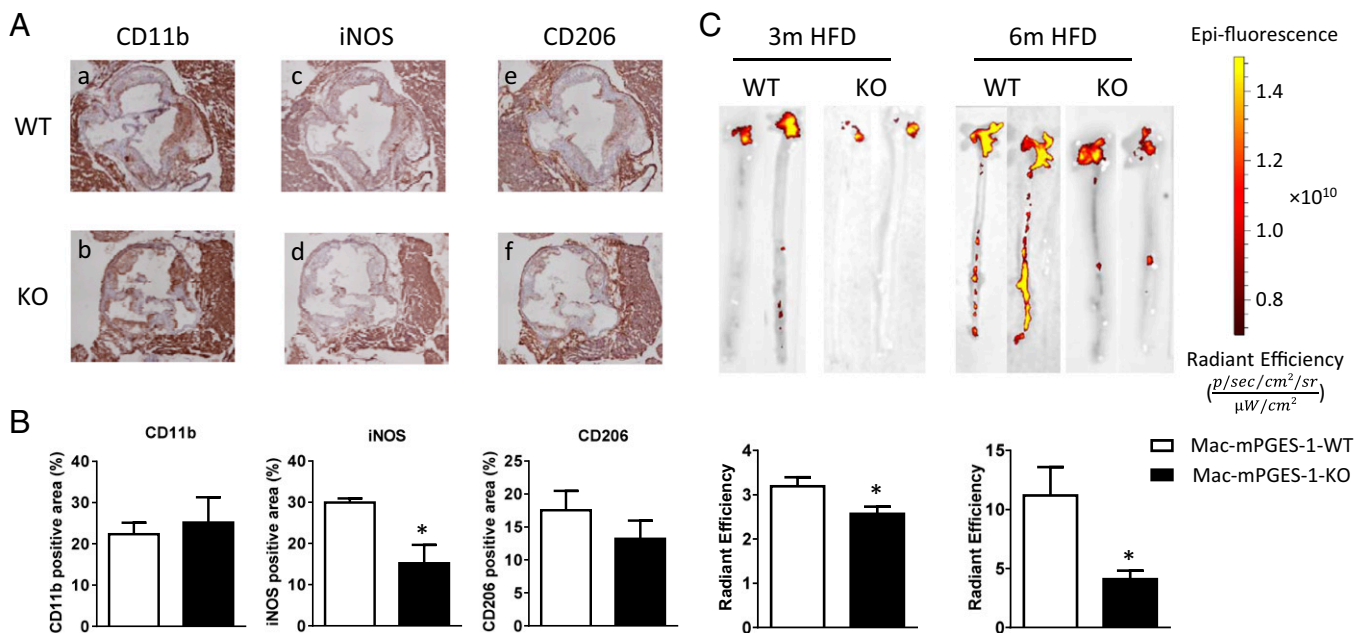 A
CD11b
iNOS
CD206
WT
a
c
e
KO
b
d
f
C
3m HFD
6m HFD
WT
KO
WT
KO
Epi-fluorescence
1.4
1.2
×10¹⁰
1.0
0.8
Radiant Efficiency
(p/sec/cm²/sr
µW/cm²)
B
CD11b
CD11b positive area (%)
40
30
20
10
0
iNOS
iNOS positive area (%)
40
30
20
10
0
*
CD206
CD206 positive area (%)
25
20
15
10
5
0
Radiant Efficiency
4
3
2
1
0
*
Radiant Efficiency
15
10
5
0
*
Mac-mPGES-1-WT
Mac-mPGES-1-KO